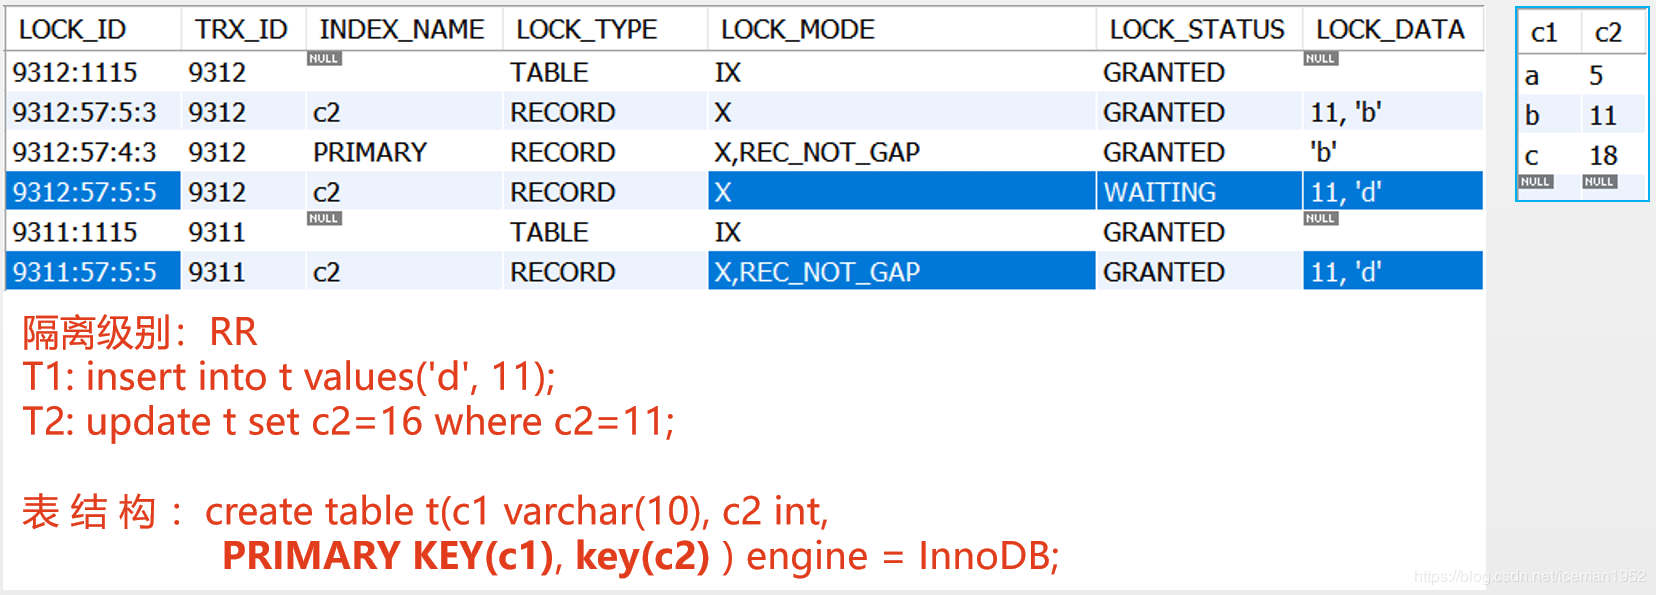 LOCK_ID TRX_ID INDEX_NAME LOCK_TYPE LOCK_MODE LOCK_STATUS LOCK_DATA
9312:1115 9312 NULL TABLE IX GRANTED NULL
9312:57:5:3 9312 c2 RECORD X GRANTED 11, 'b'
9312:57:4:3 9312 PRIMARY RECORD X,REC_NOT_GAP GRANTED 'b'
9312:57:5:5 9312 c2 RECORD X WAITING 11, 'd'
9311:1115 9311 NULL TABLE IX GRANTED NULL
9311:57:5:5 9311 c2 RECORD X,REC_NOT_GAP GRANTED 11, 'd'
c1 c2
a 5
b 11
c 18
NULL NULL
隔离级别：RR
T1: insert into t values('d', 11);
T2: update t set c2=16 where c2=11;
表 结 构 ： create table t(c1 varchar(10), c2 int,
PRIMARY KEY(c1), key(c2) ) engine = InnoDB;
https://blog.csdn.net/iceman1952